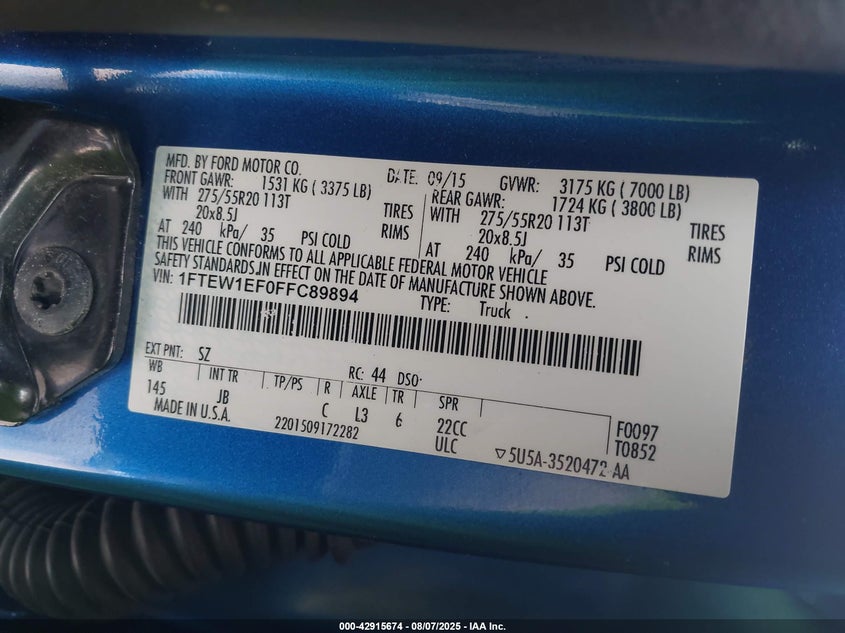 MFD. BY FORD MOTOR CO. DATE. 09/15 GVWR: 3175 KG ( 7000 LB)
FRONT GAWR: 1531 KG ( 3375 LB) REAR GAWR: 1724 KG ( 3800 LB)
WITH 275/55R20 113T TIRES WITH 275/55R20 113T TIRES
20x8.5J RIMS 20x8.5J RIMS
AT 240 kPa/ 35 PSI COLD AT 240 kPa/ 35 PSI COLD
THIS VEHICLE CONFORMS TO ALL APPLICABLE FEDERAL MOTOR VEHICLE
SAFETY STANDARDS IN EFFECT ON THE DATE OF MANUFACTURE SHOWN ABOVE.
VIN: 1FTEW1EF0FFC89894 TYPE: Truck
EXT PNT: SZ RC: 44 DSO:
WB INT TR TP/PS R AXLE TR SPR
145 JB C L3 6 22CC F0097
MADE IN U.S.A. 2201509172282 ULC T0852
▽5U5A-3520472-AA
000-42915674 - 08/07/2025 - IAA Inc.